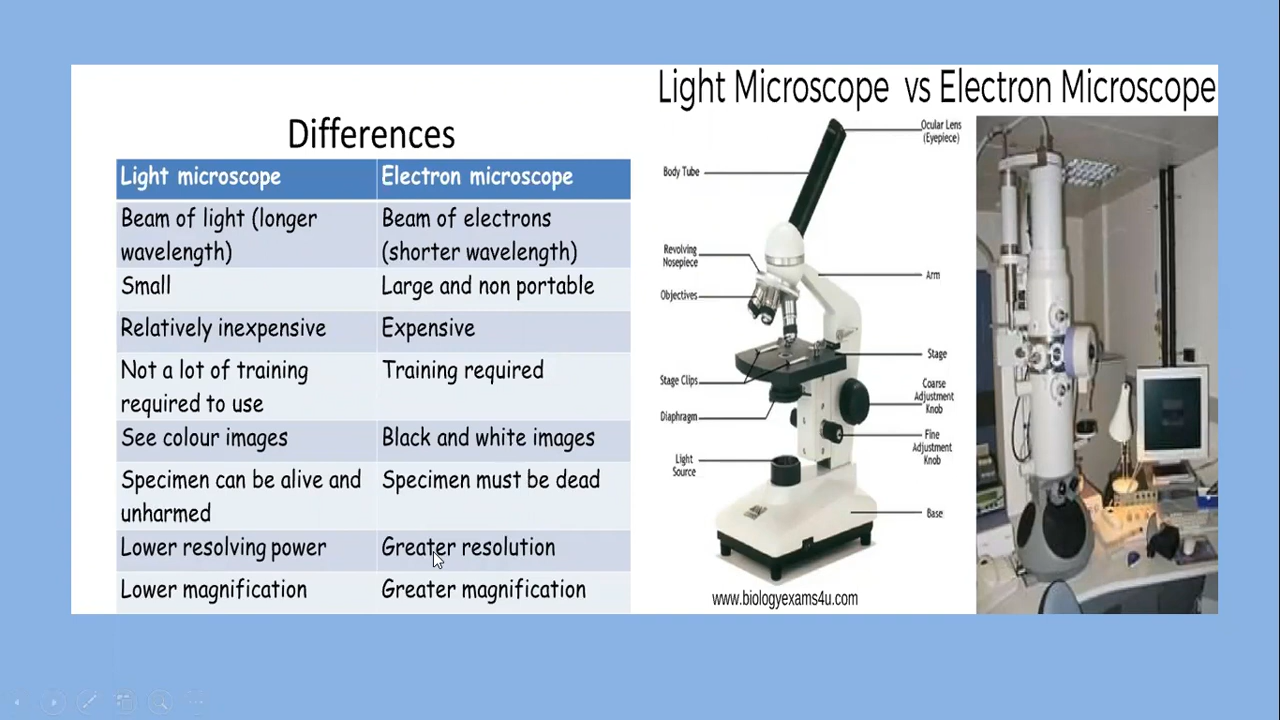 Light Microscope vs Electron Microscope
Differences
Light microscope
Electron microscope
Beam of light (longer
wavelength)
Beam of electrons
(shorter wavelength)
Small
Large and non portable
Relatively inexpensive
Expensive
Not a lot of training
required to use
Training required
See colour images
Black and white images
Specimen can be alive and
unharmed
Specimen must be dead
Lower resolving power
Greater resolution
Lower magnification
Greater magnification
Ocular Lens
(Eyepiece)
Body Tube
Revolving
Nosepiece
Arm
Objectives
Stage
Stage Clips
Coarse
Adjustment
Knob
Diaphragm
Fine
Adjustment
Knob
Light
Source
Base
www.biologyexams4u.com